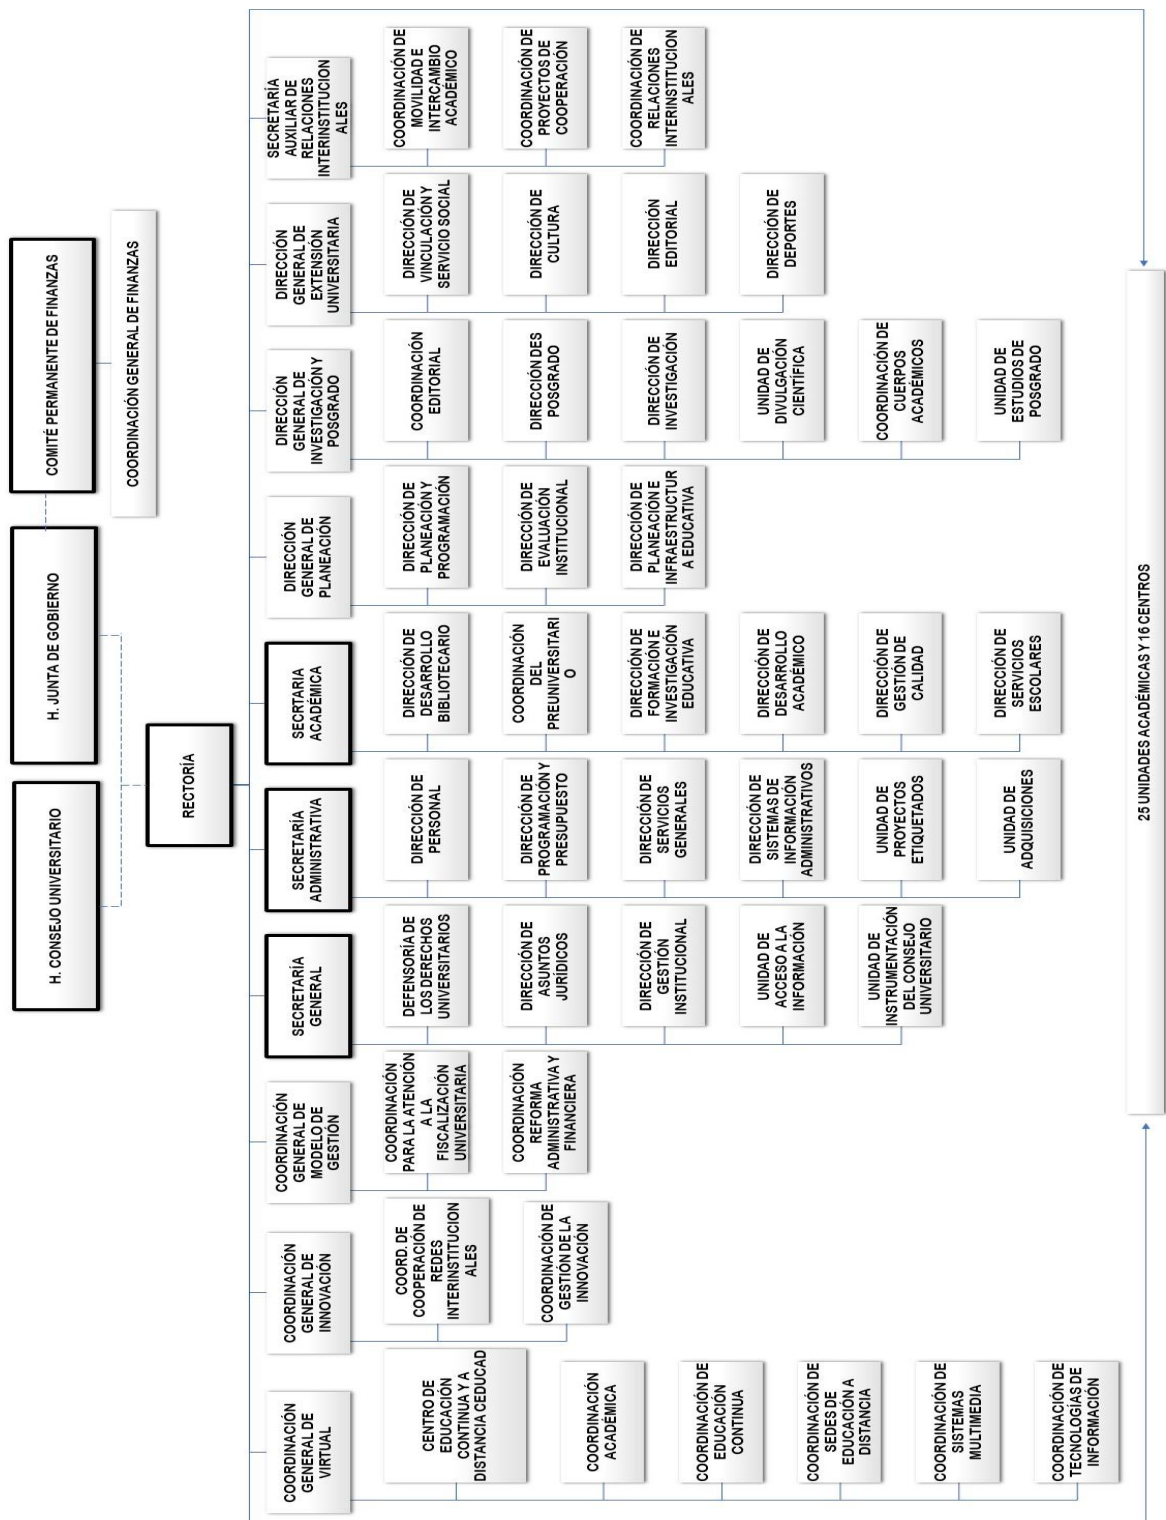 H. CONSEJO UNIVERSITARIO
H. JUNTA DE GOBIERNO
COMITÉ PERMANENTE DE FINANZAS
COORDINACIÓN GENERAL DE FINANZAS
RECTORÍA
COORDINACIÓN
GENERAL DE
VIRTUAL
CENTRO DE
EDUCACIÓN
CONTINUA Y A
DISTANCIA CEDUCAD
COORDINACIÓN
ACADÉMICA
COORDINACIÓN DE
EDUCACIÓN
CONTINUA
COORDINACIÓN DE
SEDES DE
EDUCACIÓN A
DISTANCIA
COORDINACIÓN DE
SISTEMAS
MULTIMEDIA
COORDINACIÓN DE
TECNOLOGÍAS DE
INFORMACIÓN
COORDINACIÓN
GENERAL DE
INNOVACIÓN
COORD. DE
COOPERACIÓN DE
REDES
INTERINSTITUCION
ALES
COORDINACIÓN DE
GESTIÓN DE LA
INNOVACIÓN
COORDINACIÓN
GENERAL DE
MODELO DE
GESTIÓN
COORDINACIÓN
PARA LA ATENCIÓN
A LA
FISCALIZACIÓN
UNIVERSITARIA
COORDINACIÓN
REFORMA
ADMINISTRATIVA Y
FINANCIERA
SECRETARÍA
GENERAL
DEFENSORÍA DE
LOS DERECHOS
UNIVERSITARIOS
DIRECCIÓN DE
ASUNTOS
JURÍDICOS
DIRECCIÓN DE
GESTIÓN
INSTITUCIONAL
UNIDAD DE
ACCESO A LA
INFORMACIÓN
UNIDAD DE
INSTRUMENTACIÓN
DEL CONSEJO
UNIVERSITARIO
SECRETARÍA
ADMINISTRATIVA
DIRECCIÓN DE
PERSONAL
DIRECCIÓN DE
PROGRAMACIÓN Y
PRESUPUESTO
DIRECCIÓN DE
SERVICIOS
GENERALES
DIRECCIÓN DE
SISTEMAS DE
INFORMACIÓN
ADMINISTRATIVOS
UNIDAD DE
PROYECTOS
ETIQUETADOS
UNIDAD DE
ADQUISICIONES
SECRTARIA
ACADÉMICA
DIRECCIÓN DE
DESARROLLO
BIBLIOTECARIO
COORDINACIÓN
DEL
PREUNIVERSITARI
O
DIRECCIÓN DE
FORMACIÓN E
INVESTIGACIÓN
EDUCATIVA
DIRECCIÓN DE
DESARROLLO
ACADÉMICO
DIRECCIÓN DE
GESTIÓN DE
CALIDAD
DIRECCIÓN DE
SERVICIOS
ESCOLARES
DIRECCIÓN
GENERAL DE
PLANEACIÓN
DIRECCIÓN DE
PLANEACIÓN Y
PROGRAMACIÓN
DIRECCIÓN DE
EVALUACIÓN
INSTITUCIONAL
DIRECCIÓN DE
PLANEACIÓN E
INFRAESTRUCTUR
A EDUCATIVA
DIRECCIÓN
GENERAL DE
INVESTIGACIÓN Y
POSGRADO
COORDINACIÓN
EDITORIAL
DIRECCIÓN DES
POSGRADO
DIRECCIÓN DE
INVESTIGACIÓN
UNIDAD DE
DIVULGACIÓN
CIENTÍFICA
COORDINACIÓN DE
CUERPOS
ACADÉMICOS
UNIDAD DE
ESTUDIOS DE
POSGRADO
DIRECCIÓN
GENERAL DE
EXTENSIÓN
UNIVERSITARIA
DIRECCIÓN DE
VINCULACIÓN Y
SERVICIO SOCIAL
DIRECCIÓN DE
CULTURA
DIRECCIÓN
EDITORIAL
DIRECCIÓN DE
DEPORTES
SECRETARÍA
AUXILIAR DE
RELACIONES
INTERINSTITUCION
ALES
COORDINACIÓN DE
MOVILIDAD E
INTERCAMBIO
ACADÉMICO
COORDINACIÓN DE
PROYECTOS DE
COOPERACIÓN
COORDINACIÓN DE
RELACIONES
INTERINSTITUCION
ALES
25 UNIDADES ACADÉMICAS Y 16 CENTROS